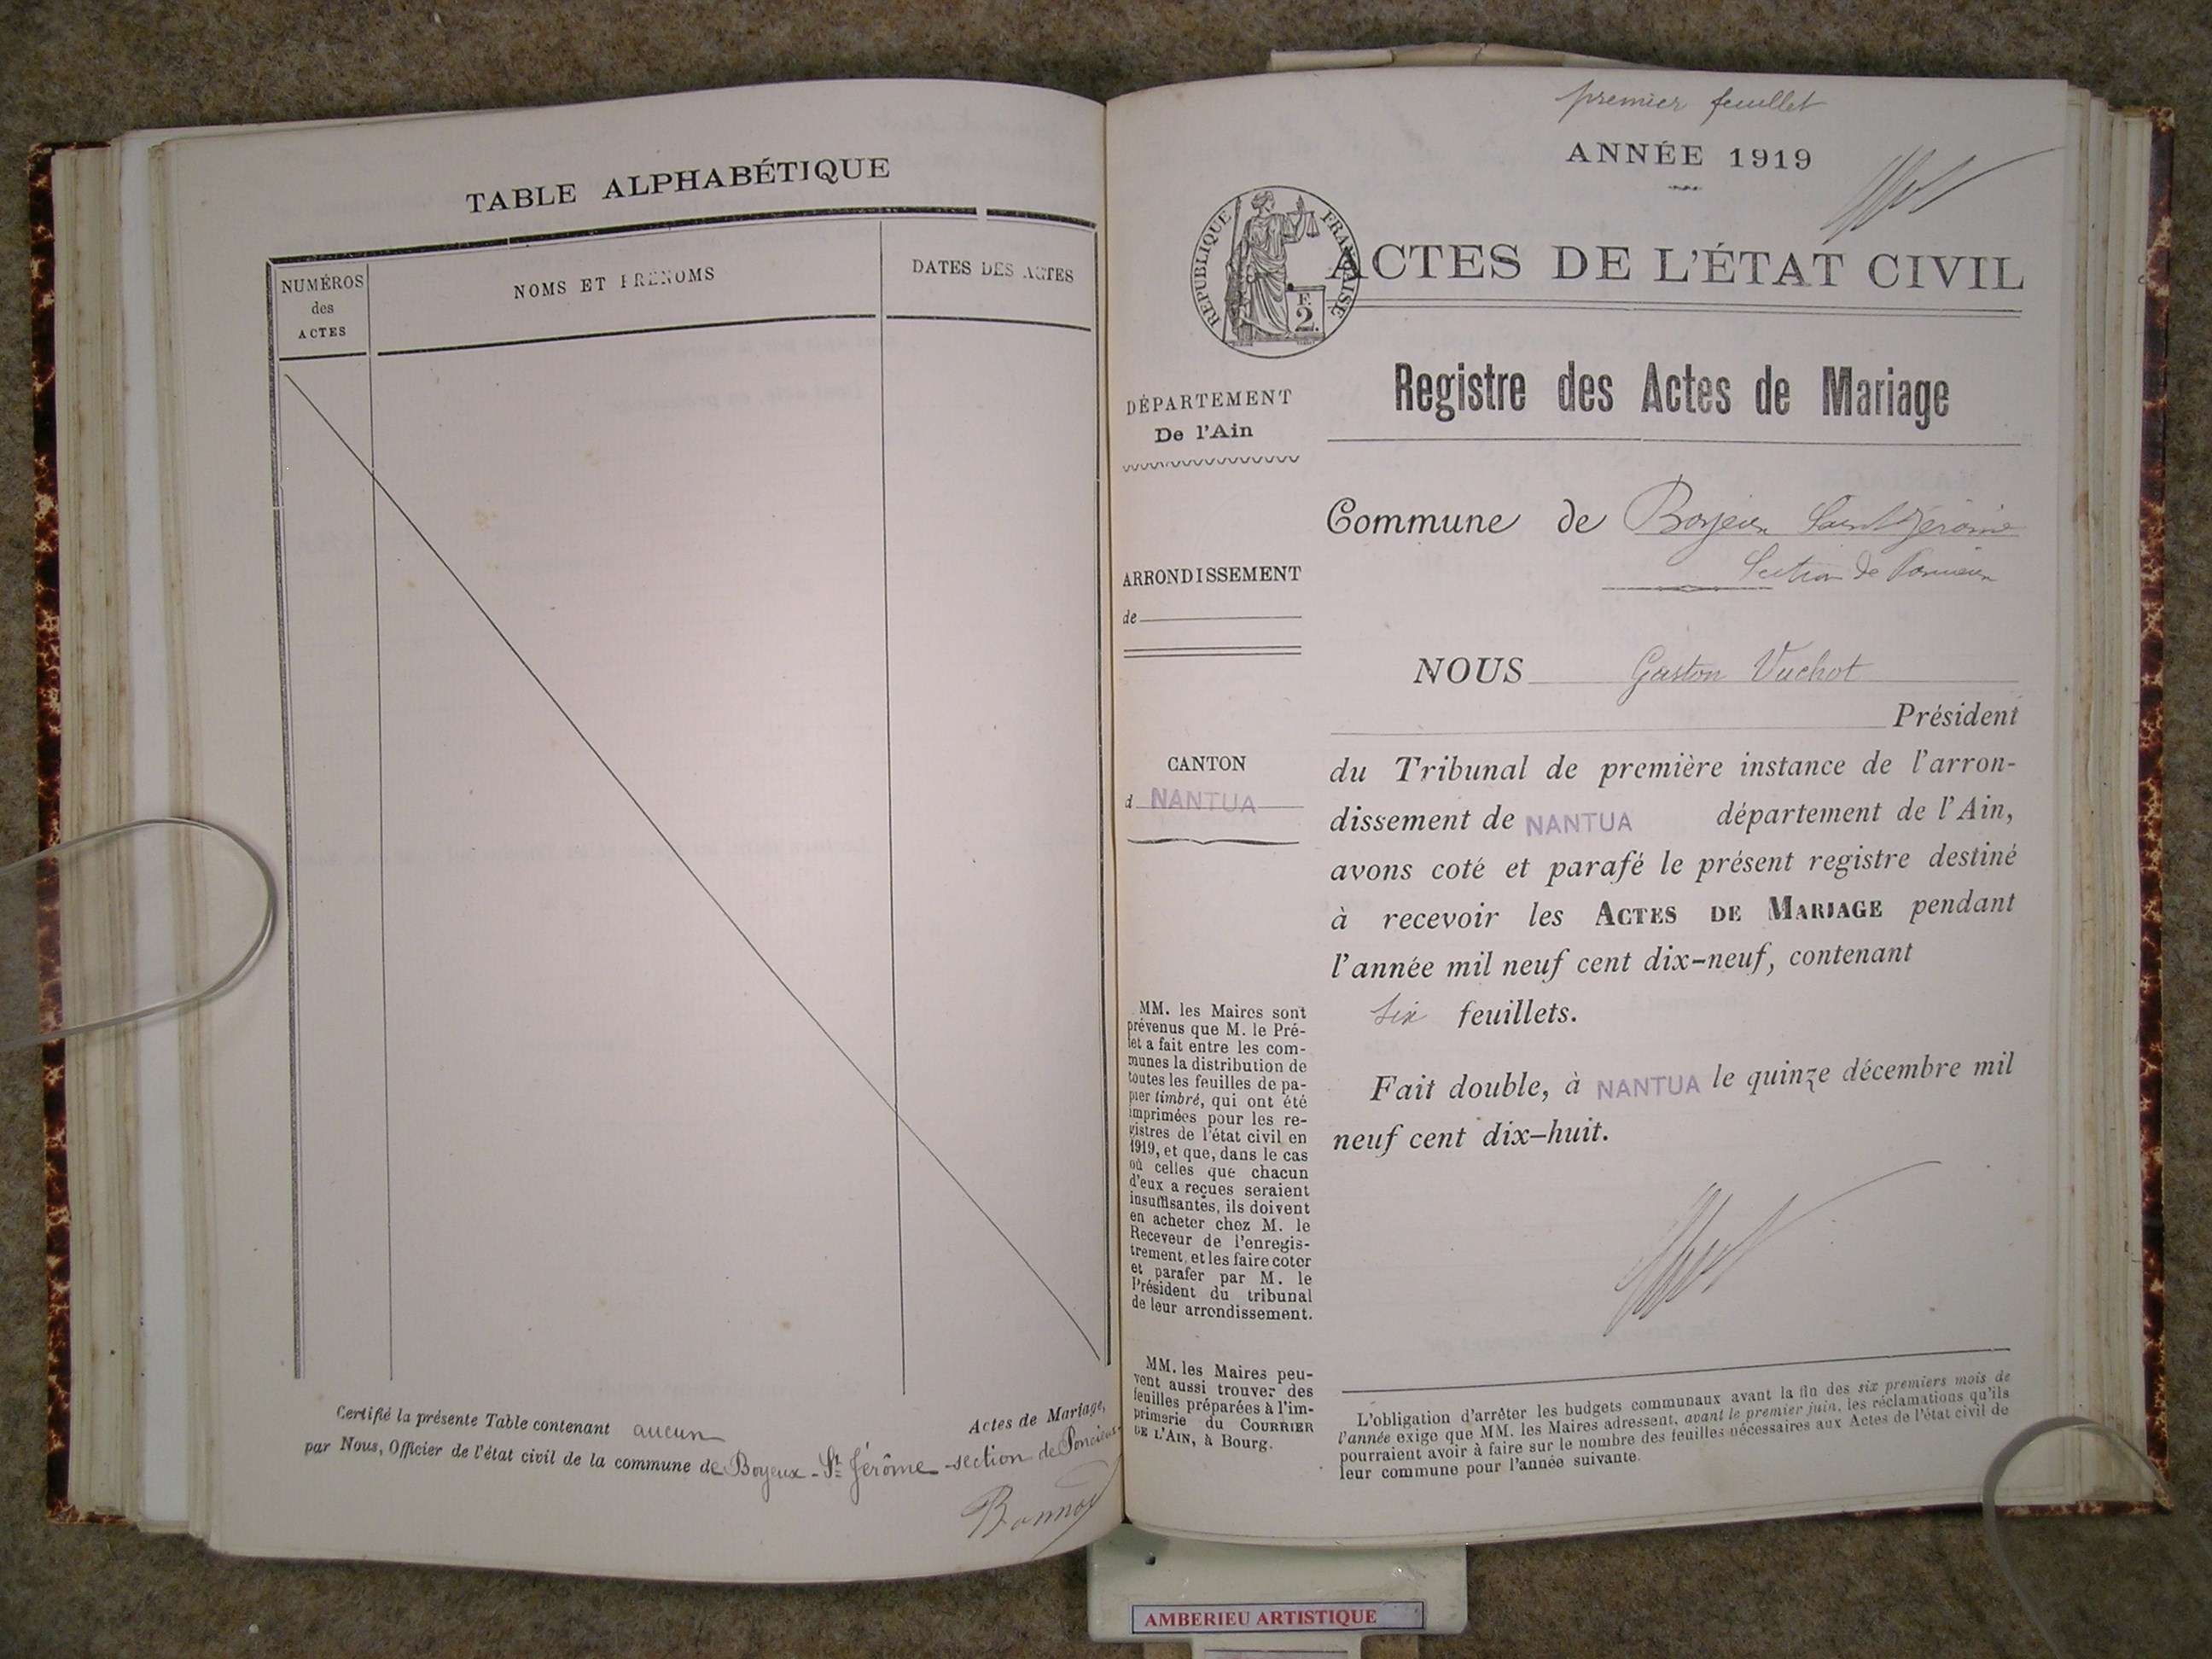 TABLE ALPHABÉTIQUE
NUMÉROS
des
ACTES
NOMS ET PRÉNOMS
DATES DES ACTES
Certifié la présente Table contenant aucun Actes de Mariage,
par Nous, Officier de l'état civil de la commune de Boyeux - St Jérôme - section de Poncieux
premier feuillet
ANNÉE 1919
RÉPUBLIQUE FRANÇAISE
F.
2
ACTES DE L'ÉTAT CIVIL
Registre des Actes de Mariage
DÉPARTEMENT
De l'Ain
Commune de Boyeux Saint Jérôme
Section de Poncieux
ARRONDISSEMENT
de
NOUS Gaston Vuchot
Président
CANTON
d NANTUA
du Tribunal de première instance de l'arron-
dissement de NANTUA département de l'Ain,
avons coté et parafé le présent registre destiné
à recevoir les ACTES DE MARIAGE pendant
l'année mil neuf cent dix-neuf, contenant
six feuillets.
Fait double, à NANTUA le quinze décembre mil
neuf cent dix-huit.
MM. les Maires sont
prévenus que M. le Pré-
fet a fait entre les com-
munes la distribution de
toutes les feuilles de pa-
pier timbré, qui ont été
imprimées pour les re-
gistres de l'état civil en
1919, et que, dans le cas
où celles que chacun
d'eux a reçues seraient
insuffisantes, ils doivent
en acheter chez M. le
Receveur de l'enregis-
trement, et les faire coter
et parafer par M. le
Président du tribunal
de leur arrondissement.
MM. les Maires peu-
vent aussi trouver des
feuilles préparées à l'im-
primerie du COURRIER
DE L'AIN, à Bourg.
L'obligation d'arrêter les budgets communaux avant la fin des six premiers mois de
l'année exige que MM. les Maires adressent, avant le premier juin, les réclamations qu'ils
pourraient avoir à faire sur le nombre des feuilles nécessaires aux Actes de l'état civil de
leur commune pour l'année suivante.
AMBERIEU ARTISTIQUE